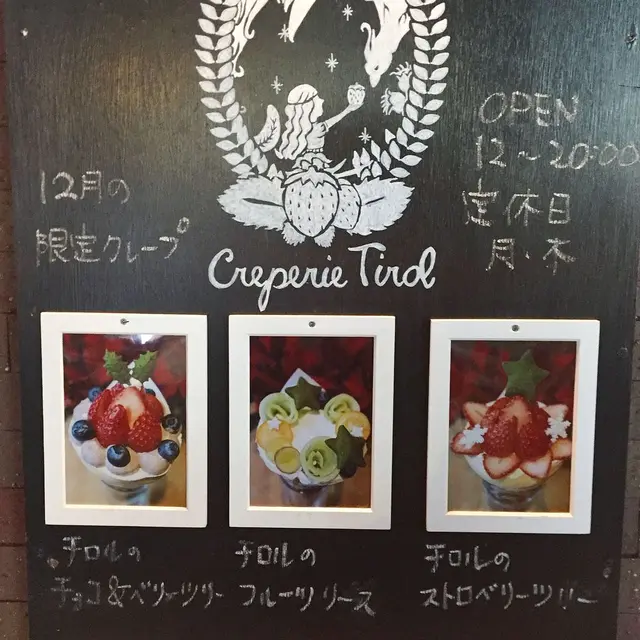 OPEN
12～20:00
定休日
月・木
12月の
限定クレープ
Creperie Tirol
チロルの
チョコ&ベリーツリー
チロルの
フルーツリース
チロルの
ストロベリーツリー